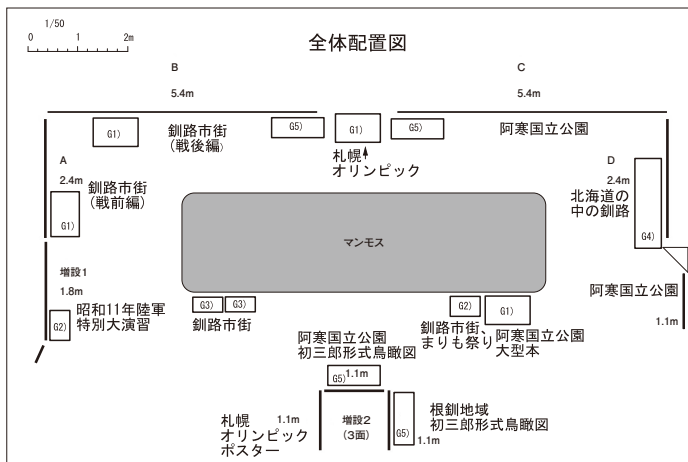 1/50
0 1 2m
全体配置図
B
5.4m
C
5.4m
G1)
釧路市街
(戦後編)
G5)
G1)
札幌
オリンピック
G5)
阿寒国立公園
A
2.4m
釧路市街
(戦前編)
G1)
D
2.4m
北海道の
中の釧路
G4)
マンモス
増設1
1.8m
昭和11年陸軍
特別大演習
G2)
G3)
G3)
釧路市街
G2)
G1)
釧路市街、
まりも祭り
阿寒国立公園
大型本
阿寒国立公園
1.1m
阿寒国立公園
初三郎形式鳥瞰図
G5)
1.1m
札幌
オリンピック
ポスター
1.1m
増設2
(3面)
G5)
根釧地域
初三郎形式鳥瞰図
1.1m